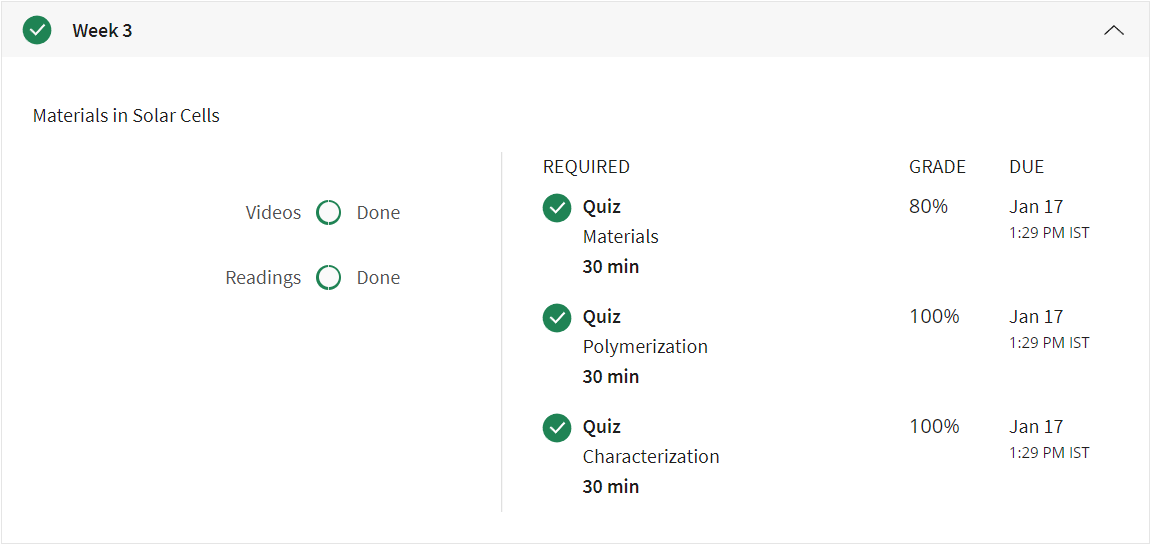 Week 3
Materials in Solar Cells
Videos Done
Readings Done
REQUIRED GRADE DUE
Quiz 80% Jan 17
Materials 1:29 PM IST
30 min
Quiz 100% Jan 17
Polymerization 1:29 PM IST
30 min
Quiz 100% Jan 17
Characterization 1:29 PM IST
30 min